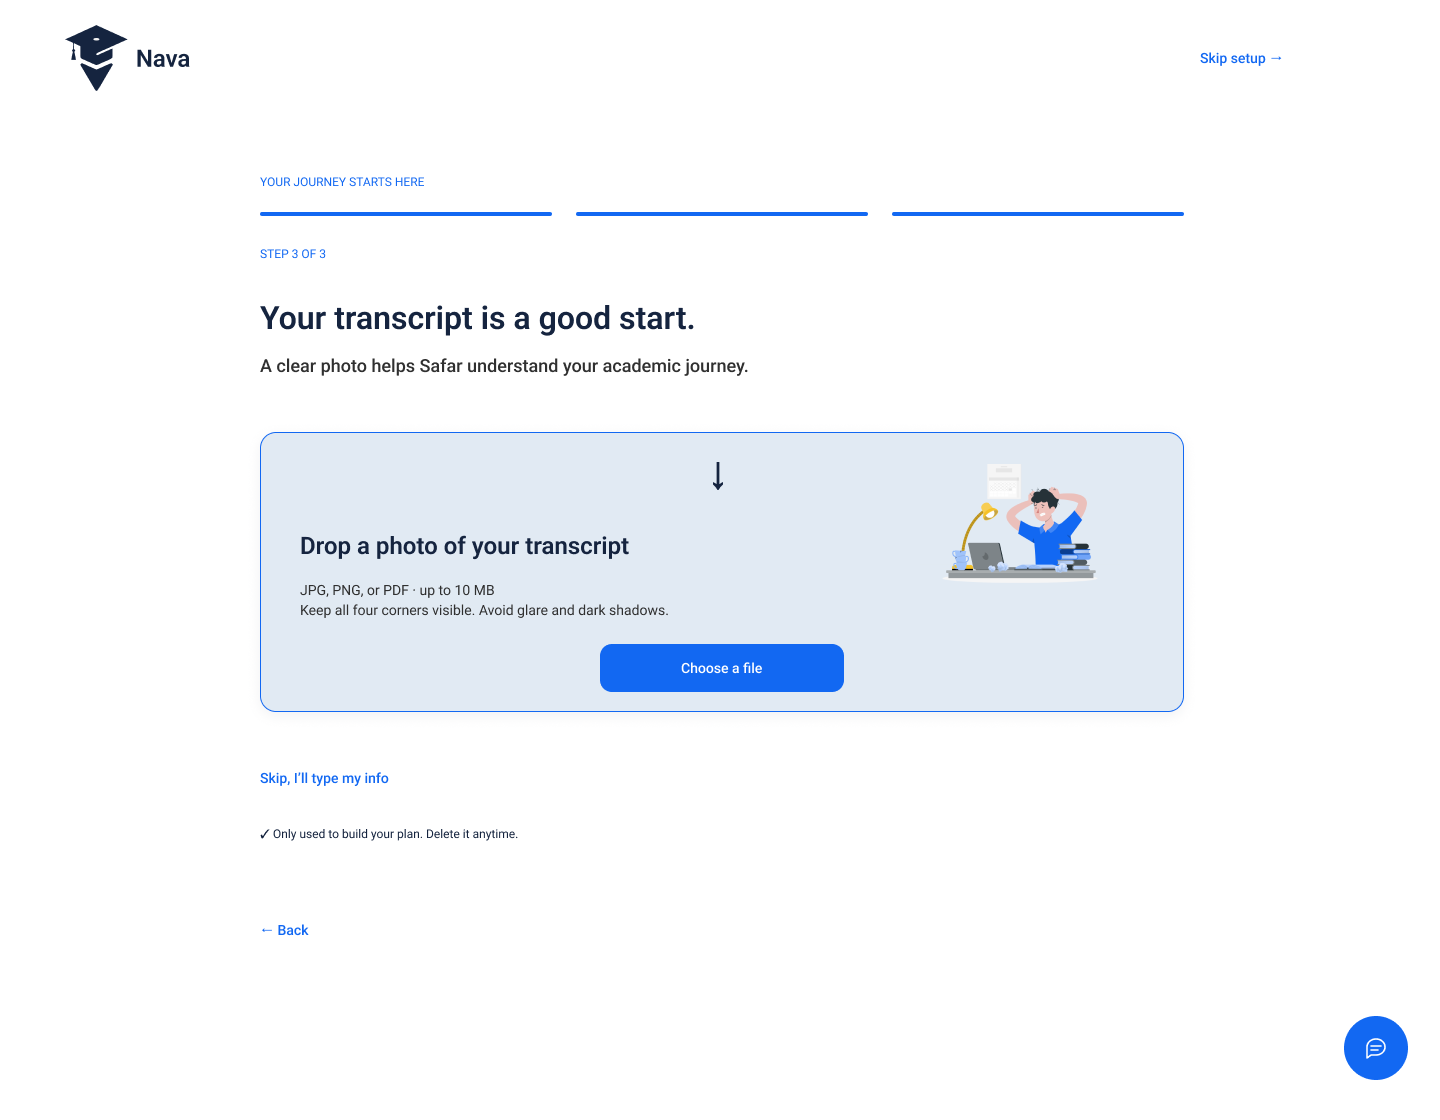 Nava
Skip setup →
YOUR JOURNEY STARTS HERE
STEP 3 OF 3
Your transcript is a good start.
A clear photo helps Safar understand your academic journey.
↓
Drop a photo of your transcript
JPG, PNG, or PDF · up to 10 MB
Keep all four corners visible. Avoid glare and dark shadows.
Choose a file
Skip, I’ll type my info
✓ Only used to build your plan. Delete it anytime.
← Back